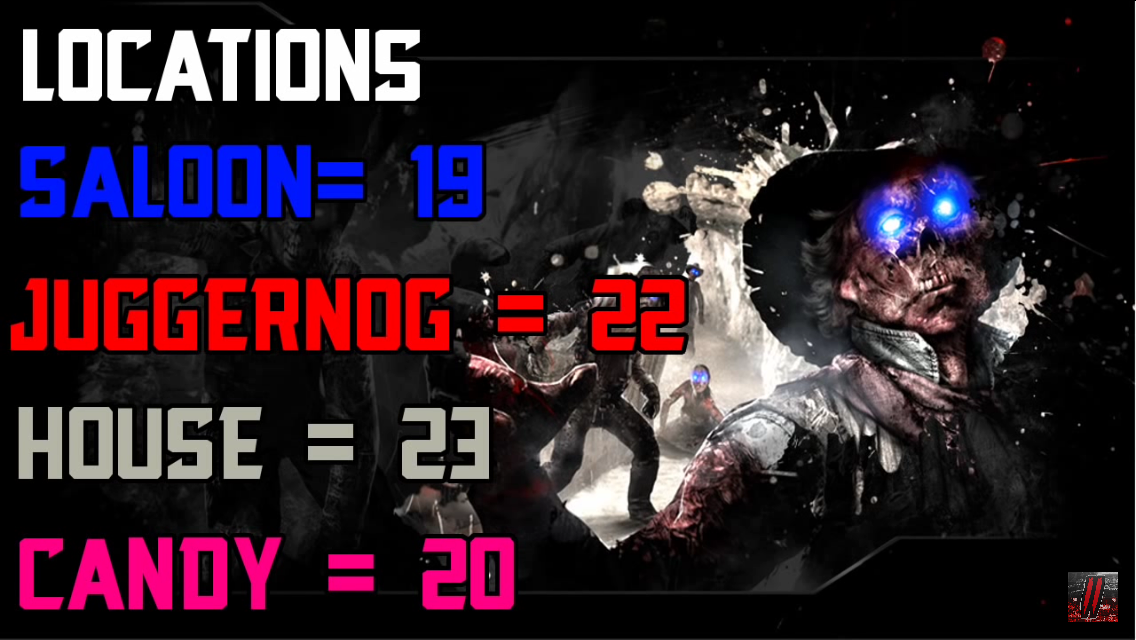 LOCATIONS
SALOON= 19
JUGGERNOG = 22
HOUSE = 23
CANDY = 20